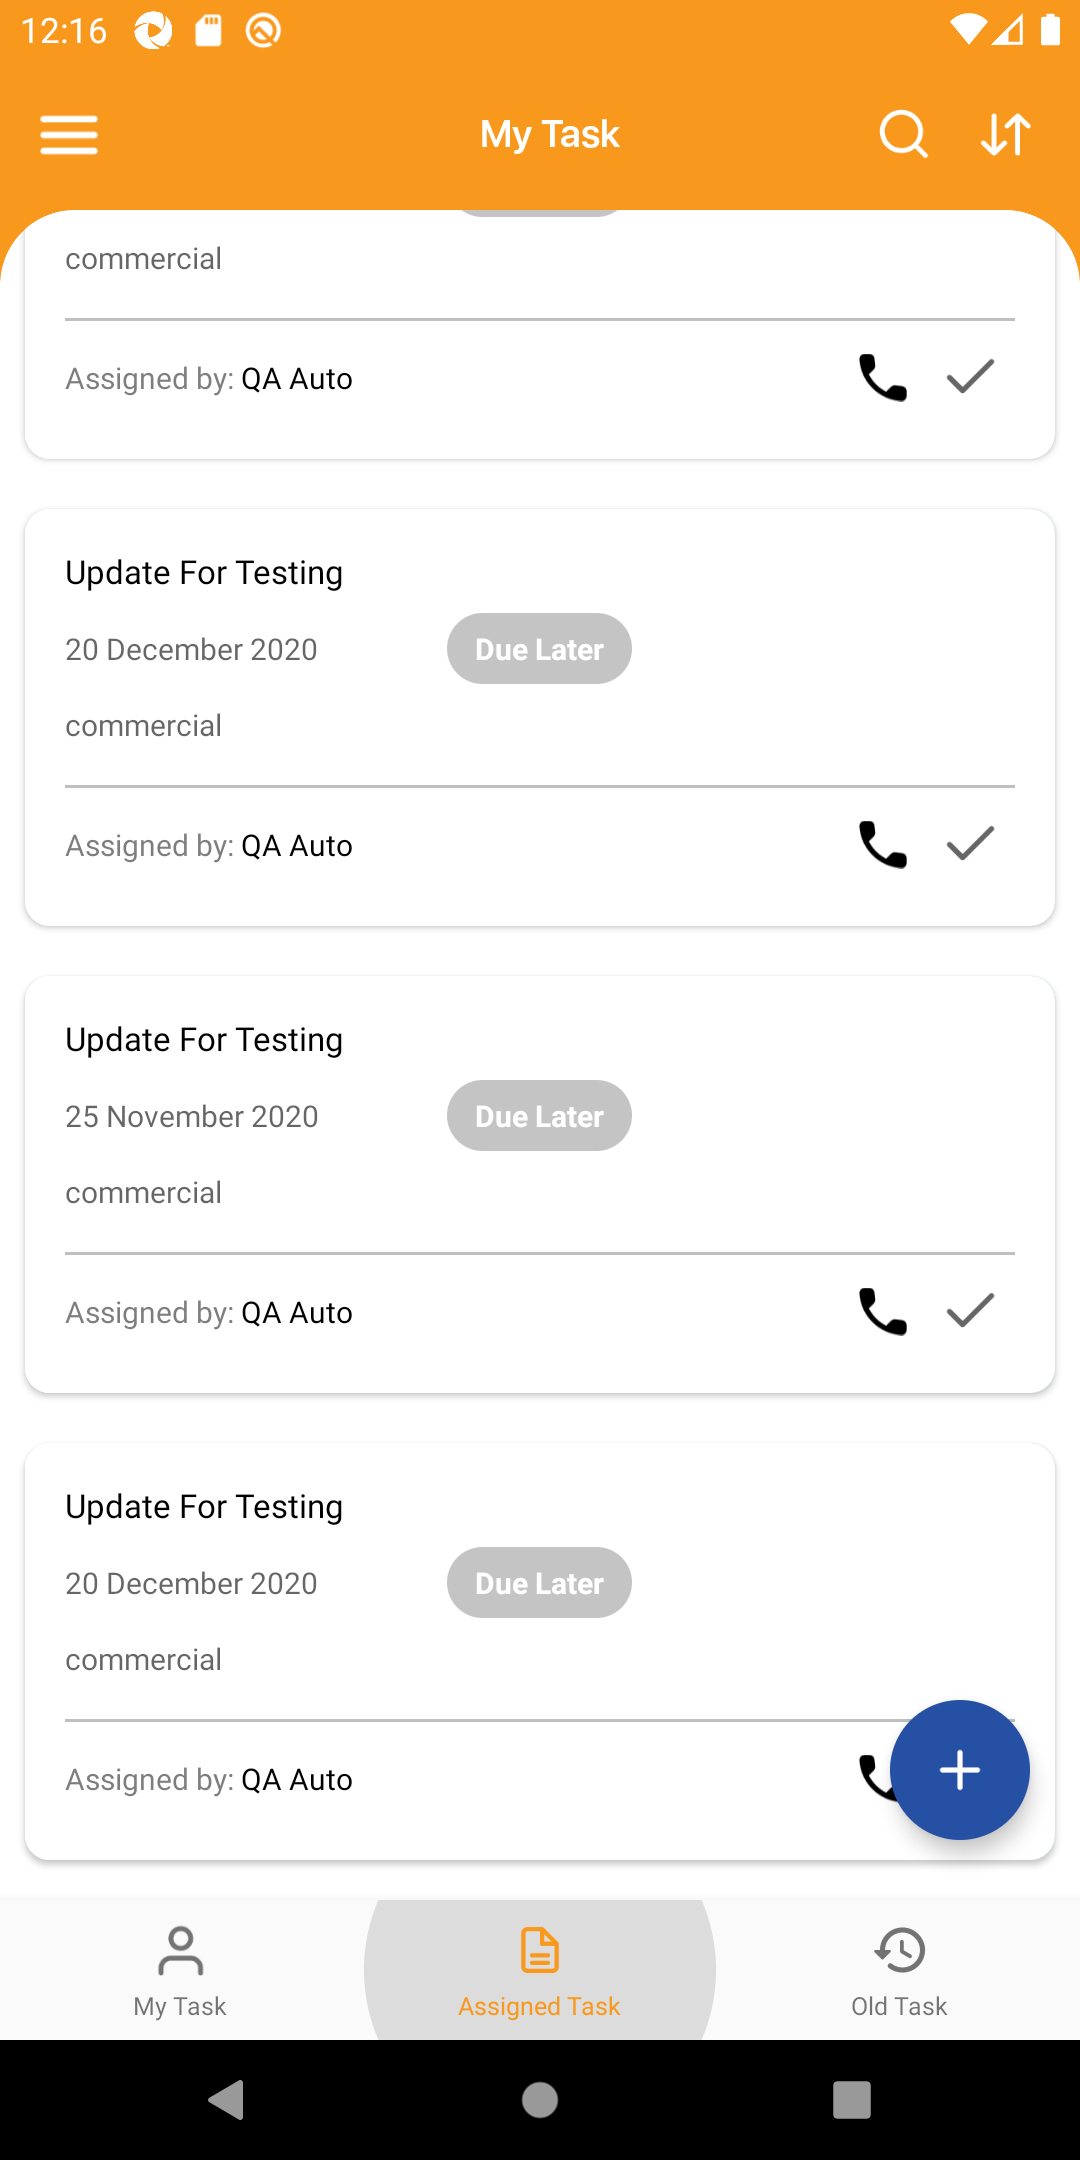 12:16
My Task
commercial
Assigned by: QA Auto
Update For Testing
20 December 2020
Due Later
commercial
Assigned by: QA Auto
Update For Testing
25 November 2020
Due Later
commercial
Assigned by: QA Auto
Update For Testing
20 December 2020
Due Later
commercial
Assigned by: QA Auto
My Task
Assigned Task
Old Task